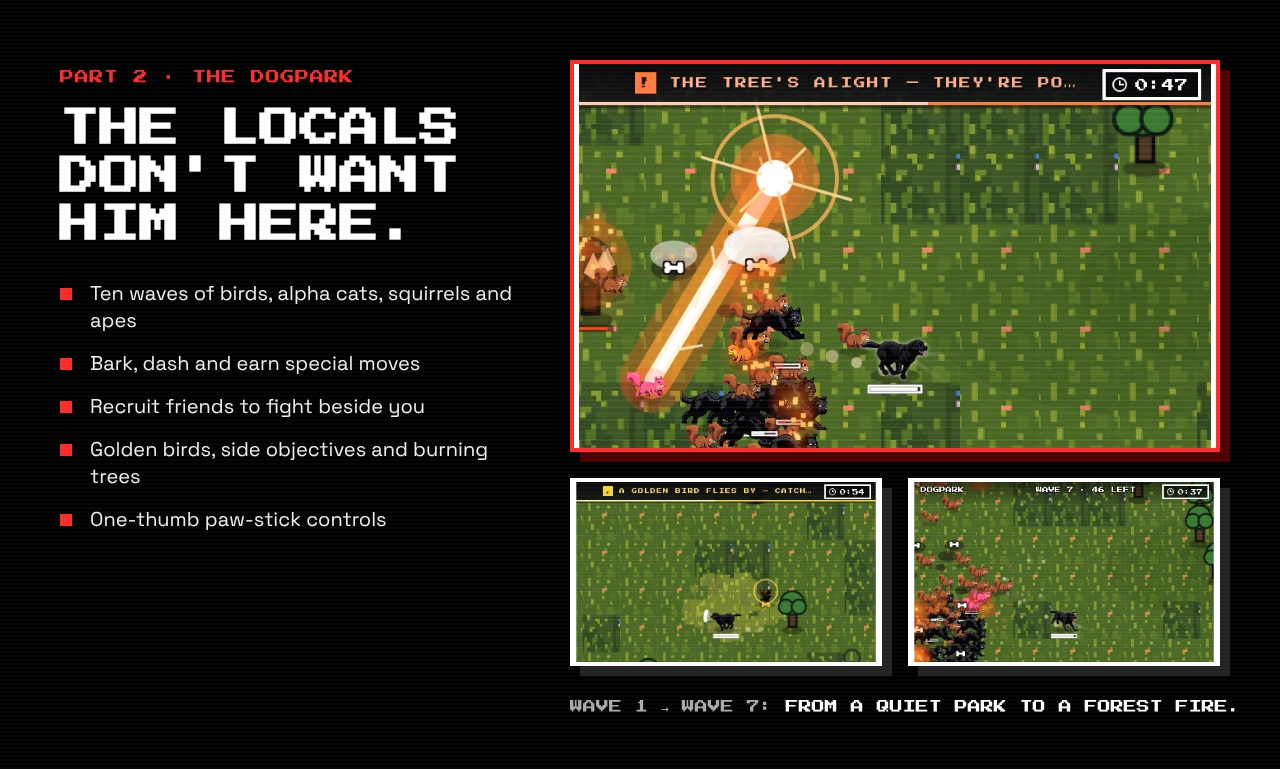 PART 2 · THE DOGPARK
THE LOCALS
DON'T WANT
HIM HERE.
Ten waves of birds, alpha cats, squirrels and
apes
Bark, dash and earn special moves
Recruit friends to fight beside you
Golden birds, side objectives and burning
trees
One-thumb paw-stick controls
! THE TREE'S ALIGHT — THEY'RE PO… 0:47
A GOLDEN BIRD FLIES BY — CATCH… 0:54
DOGPARK WAVE 7 · 46 LEFT 0:37
WAVE 1 → WAVE 7: FROM A QUIET PARK TO A FOREST FIRE.